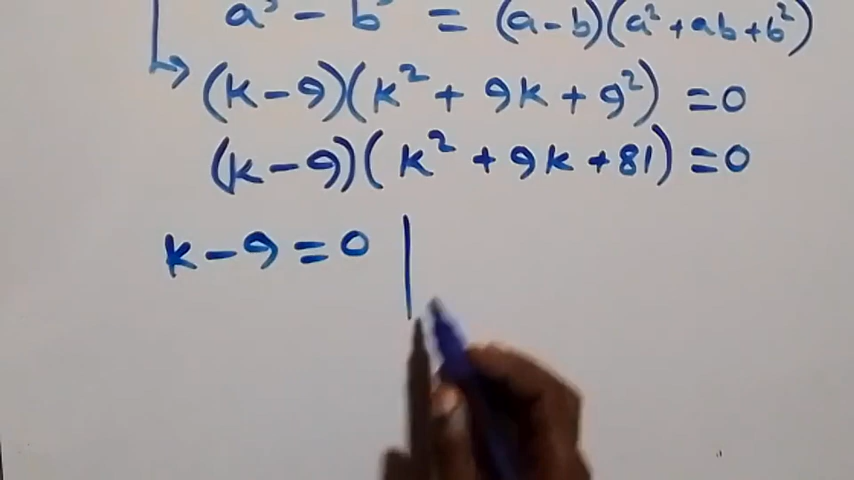 a³ - b³ = (a-b)(a²+ab+b²)
(k-9)(k² + 9k + 9²) = 0
(k-9)(k² + 9k + 81) = 0
k - 9 = 0 |